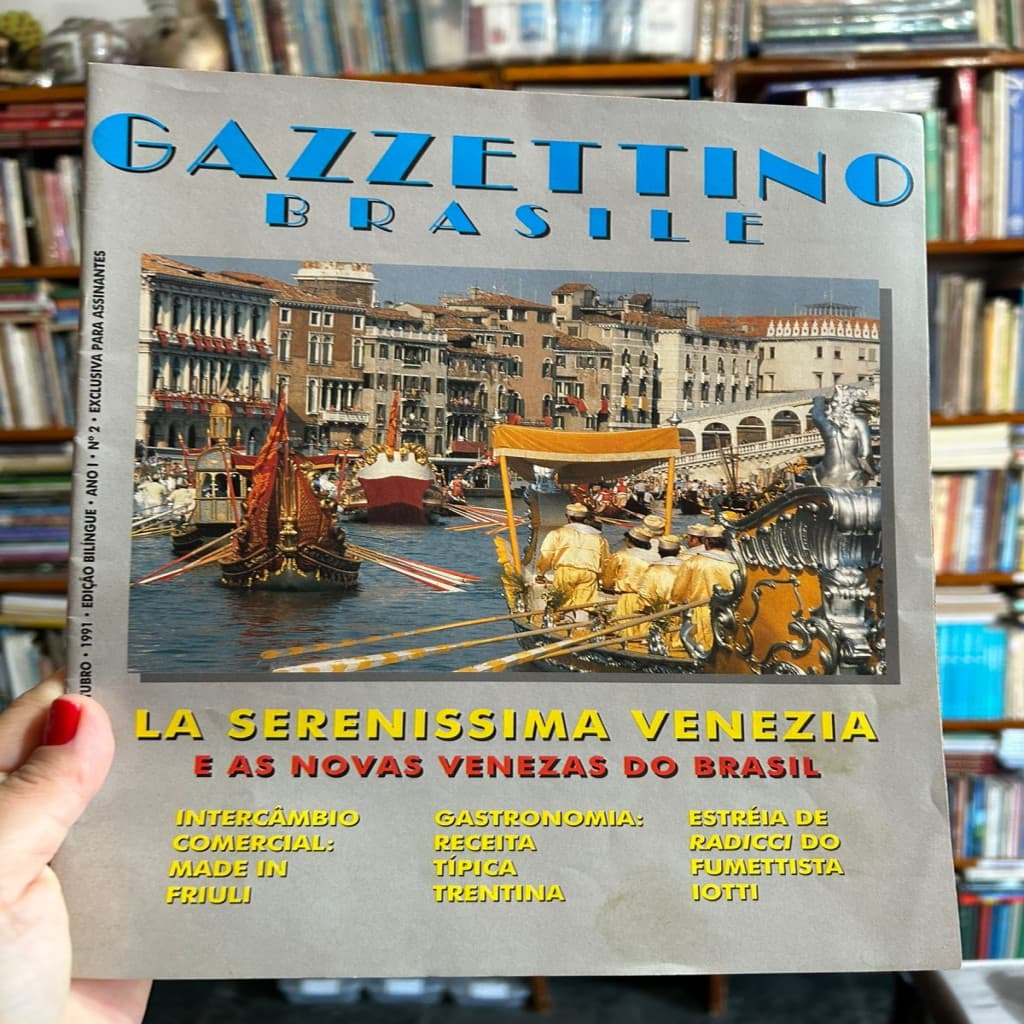 GAZZETTINO
BRASILE
1991 • EDIÇÃO BILÍNGUE • ANO I • Nº 2 • EXCLUSIVA PARA ASSINANTES
LA SERENISSIMA VENEZIA
E AS NOVAS VENEZAS DO BRASIL
INTERCÂMBIO
COMERCIAL:
MADE IN
FRIULI
GASTRONOMIA:
RECEITA
TÍPICA
TRENTINA
ESTRÉIA DE
RADICCI DO
FUMETTISTA
IOTTI